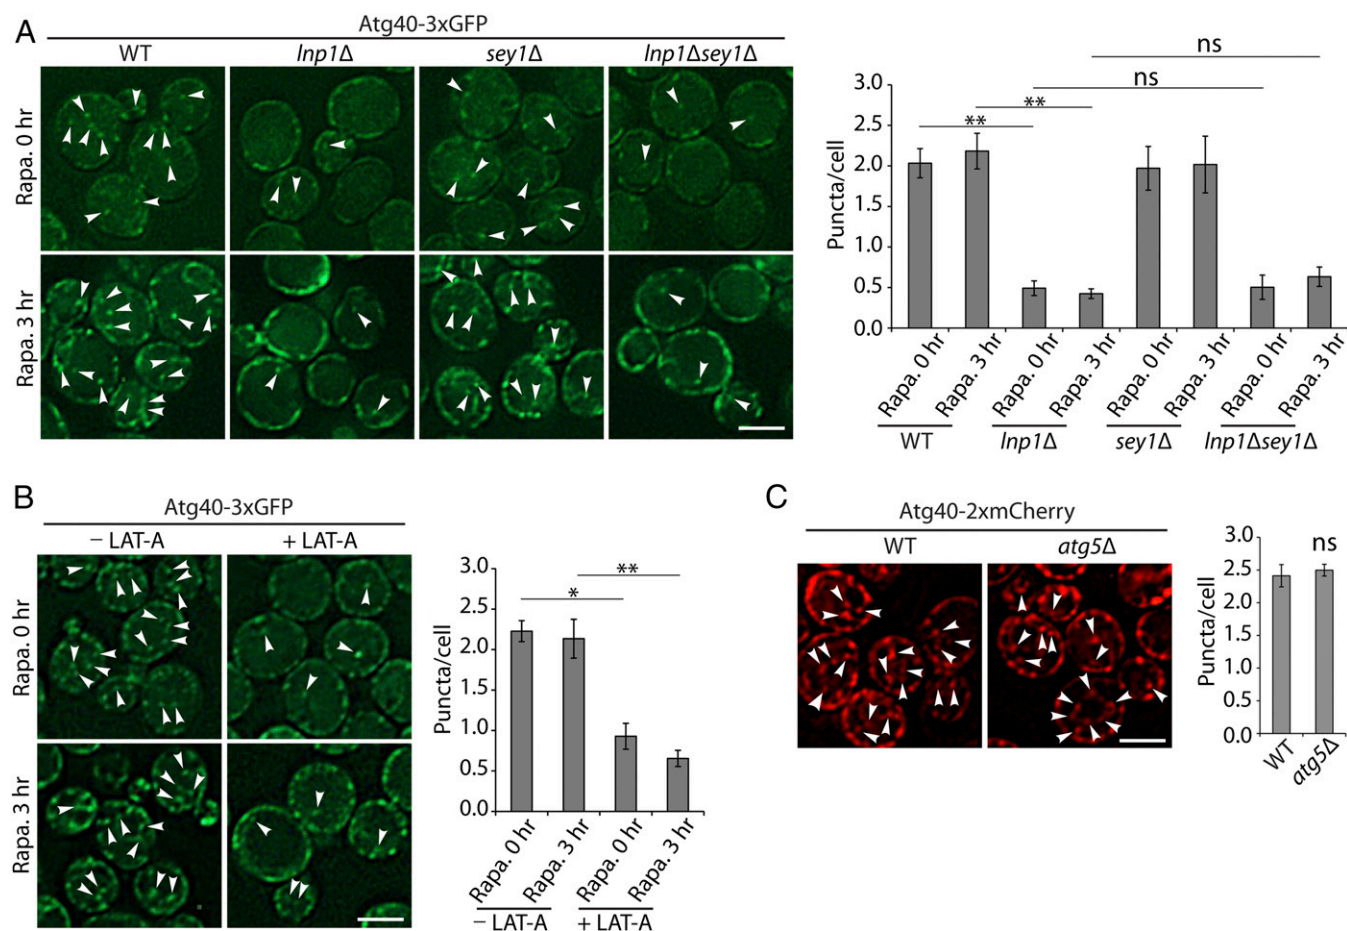 A
Atg40-3xGFP
WT lnp1Δ sey1Δ lnp1Δsey1Δ
Rapa. 0 hr
Rapa. 3 hr
ns
ns
**
**
Puncta/cell
3.0
2.5
2.0
1.5
1.0
0.5
0.0
Rapa. 0 hr Rapa. 3 hr Rapa. 0 hr Rapa. 3 hr Rapa. 0 hr Rapa. 3 hr Rapa. 0 hr Rapa. 3 hr
WT lnp1Δ sey1Δ lnp1Δsey1Δ
B
Atg40-3xGFP
– LAT-A + LAT-A
Rapa. 0 hr
Rapa. 3 hr
**
*
Puncta/cell
3.0
2.5
2.0
1.5
1.0
0.5
0.0
Rapa. 0 hr Rapa. 3 hr Rapa. 0 hr Rapa. 3 hr
– LAT-A + LAT-A
C
Atg40-2xmCherry
WT atg5Δ
ns
Puncta/cell
3.0
2.5
2.5
1.5
1.0
0.5
0.0
WT atg5Δ